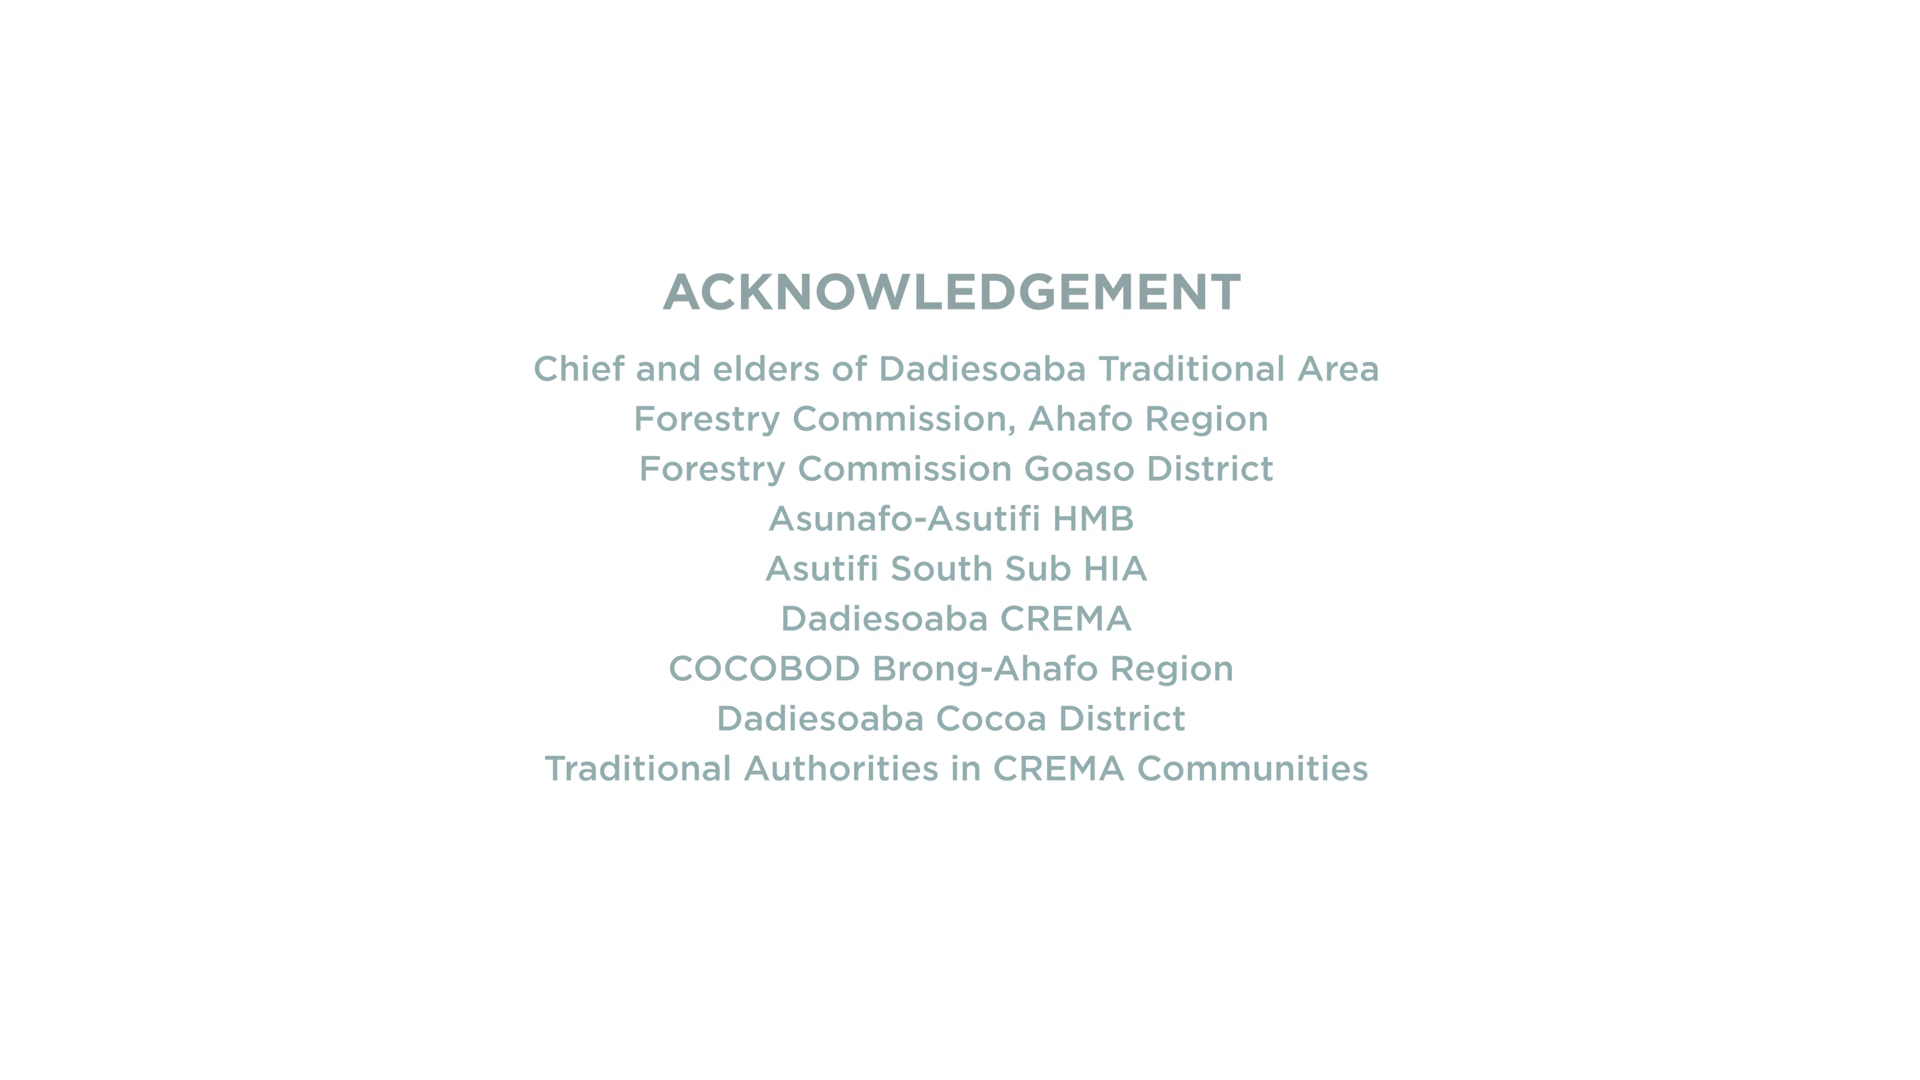 ACKNOWLEDGEMENT
Chief and elders of Dadiesoaba Traditional Area
Forestry Commission, Ahafo Region
Forestry Commission Goaso District
Asunafo-Asutifi HMB
Asutifi South Sub HIA
Dadiesoaba CREMA
COCOBOD Brong-Ahafo Region
Dadiesoaba Cocoa District
Traditional Authorities in CREMA Communities